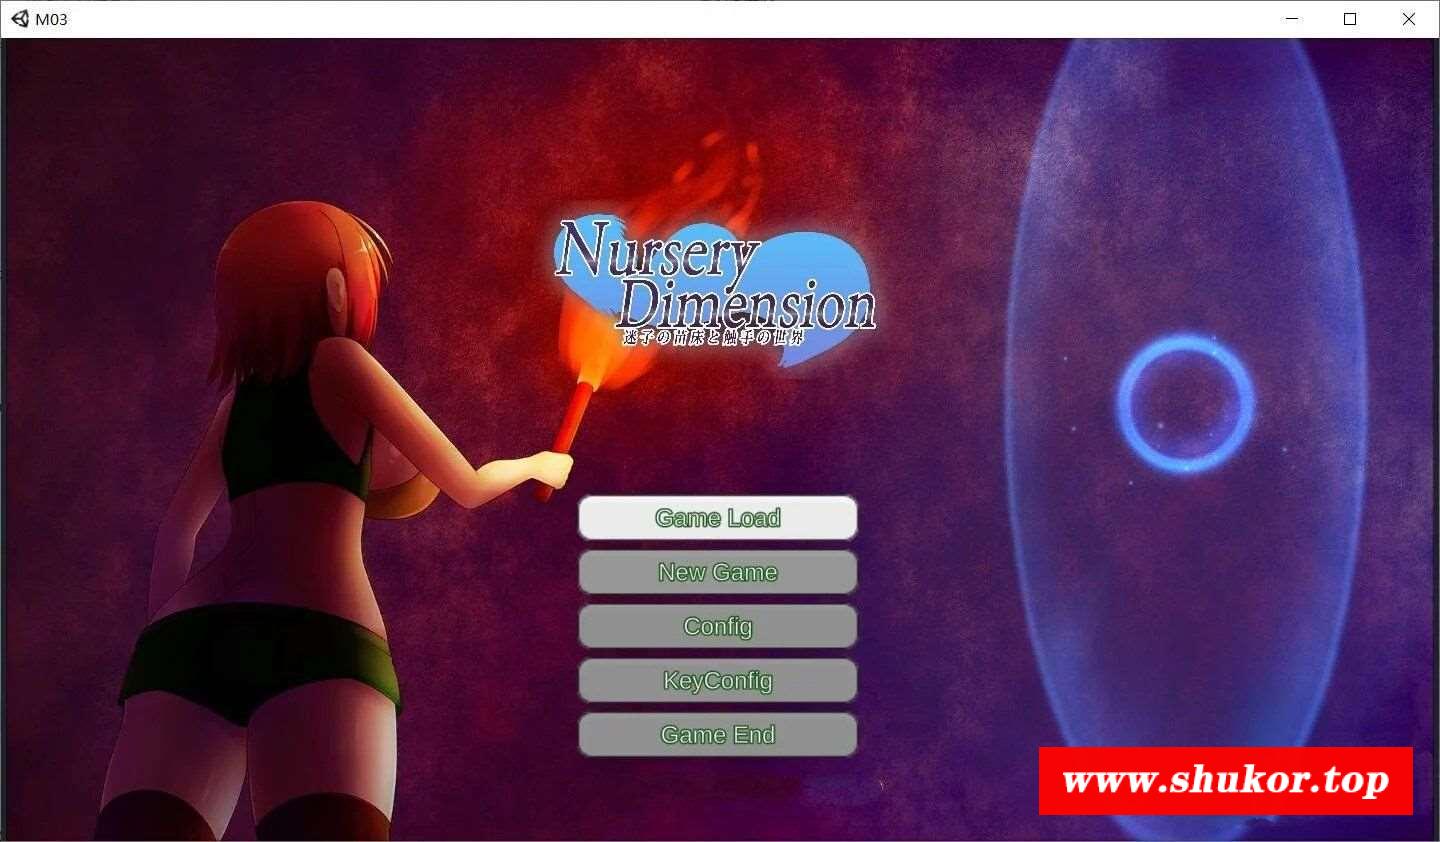 M03
Nursery
Dimension
迷子の苗床と触手の世界
Game Load
New Game
Config
KeyConfig
Game End
www.shukor.top